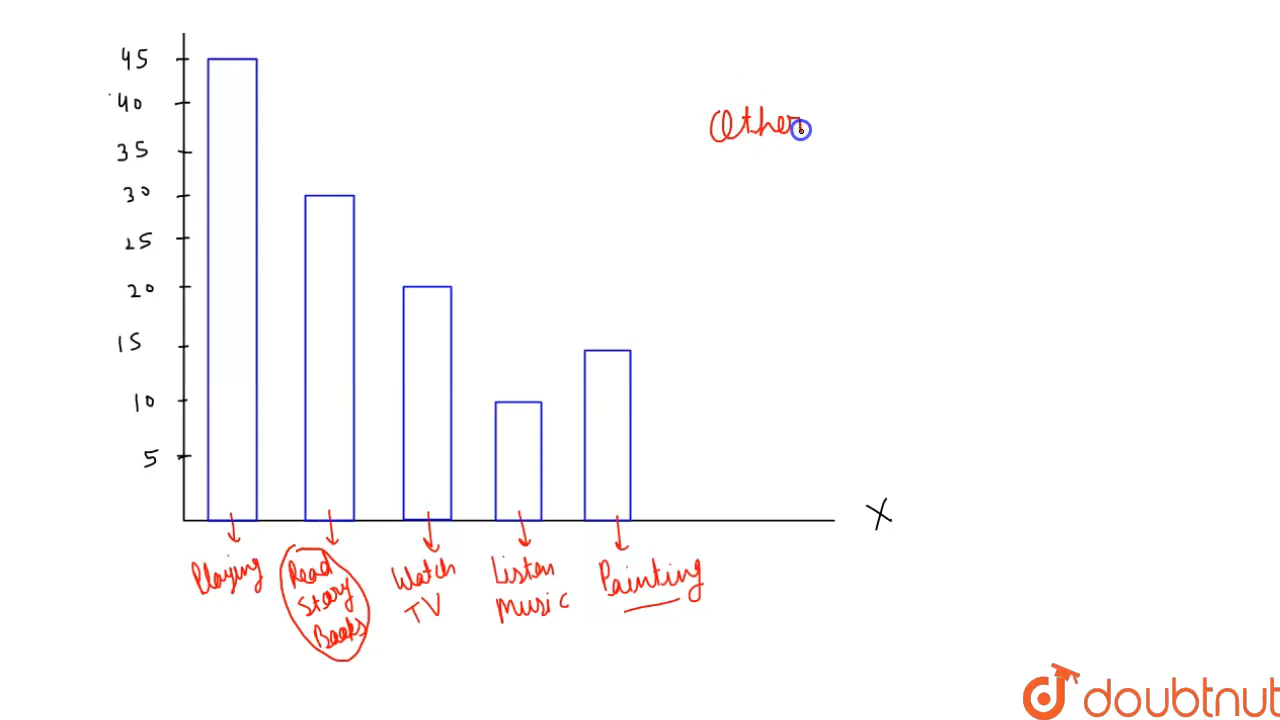 45
40
35
30
25
20
15
10
5
Other
X
Playing
Read
Story
Books
Watch
TV
Listen
Music
Painting
doubtnut